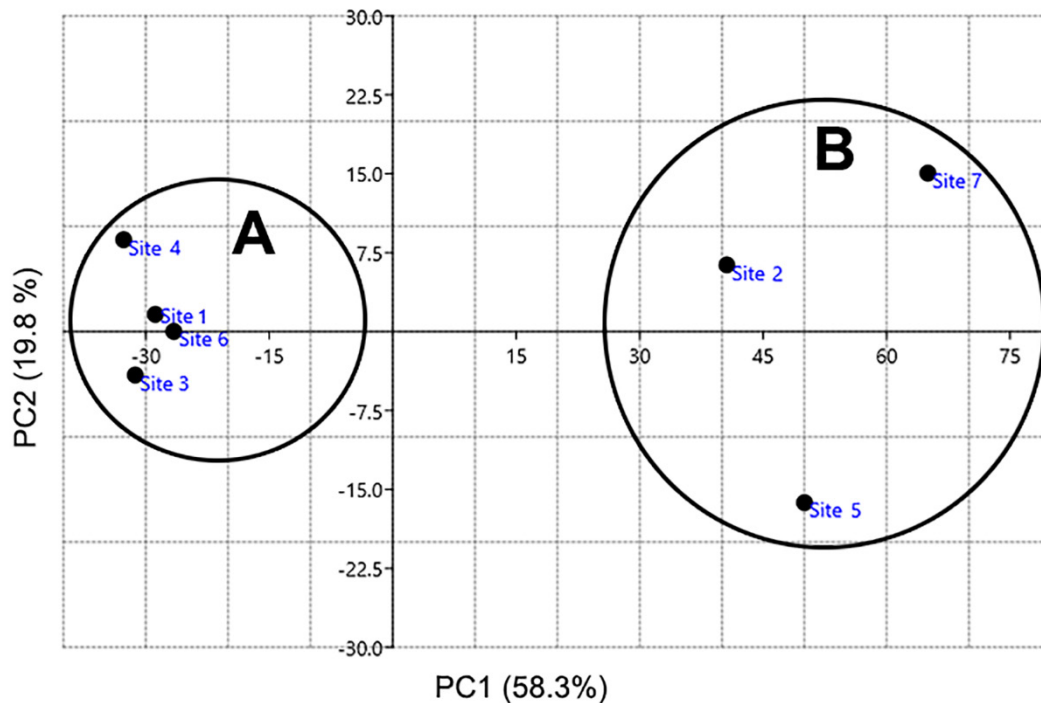 30.0
22.5
B
15.0
Site 7
A
Site 4
7.5
Site 2
Site 1
Site 6
-30
-15
15
30
45
60
75
Site 3
-7.5
-15.0
Site 5
-22.5
-30.0
PC2 (19.8 %)
PC1 (58.3%)